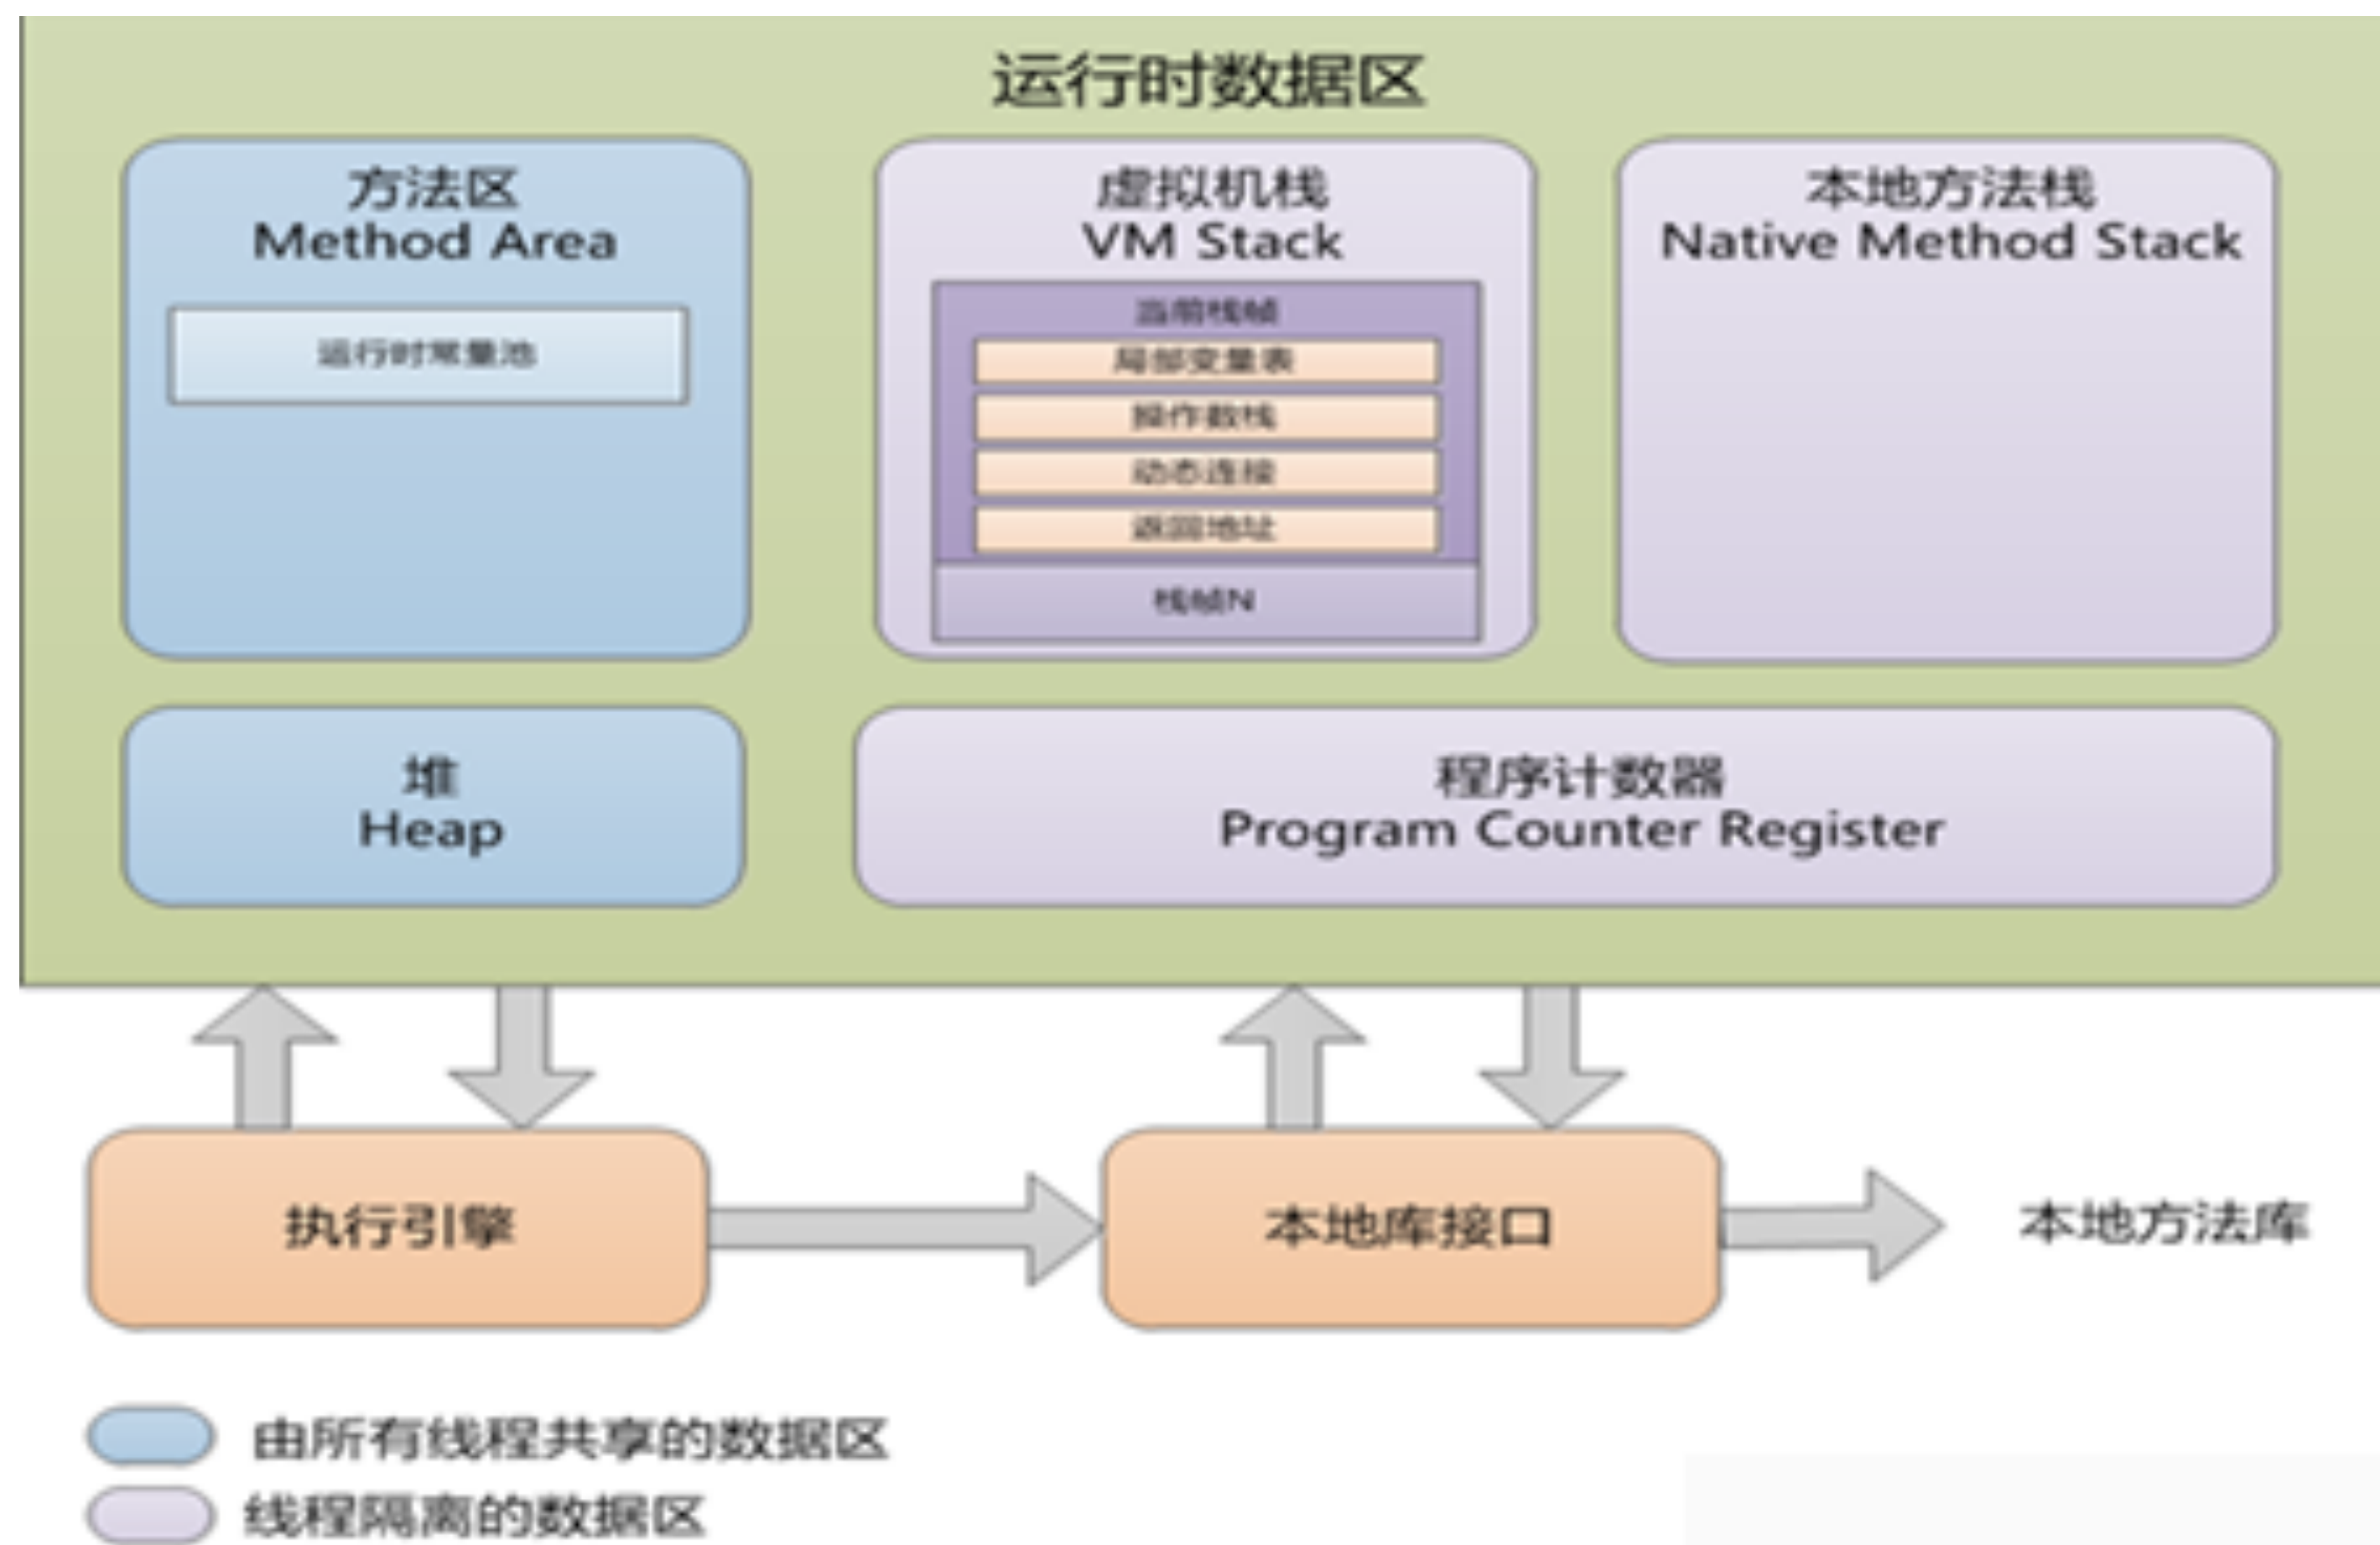 运行时数据区
方法区
Method Area
运行时常量池
虚拟机栈
VM Stack
当前栈帧
局部变量表
操作数栈
动态连接
返回地址
栈帧N
本地方法栈
Native Method Stack
堆
Heap
程序计数器
Program Counter Register
执行引擎
本地库接口
本地方法库
由所有线程共享的数据区
线程隔离的数据区